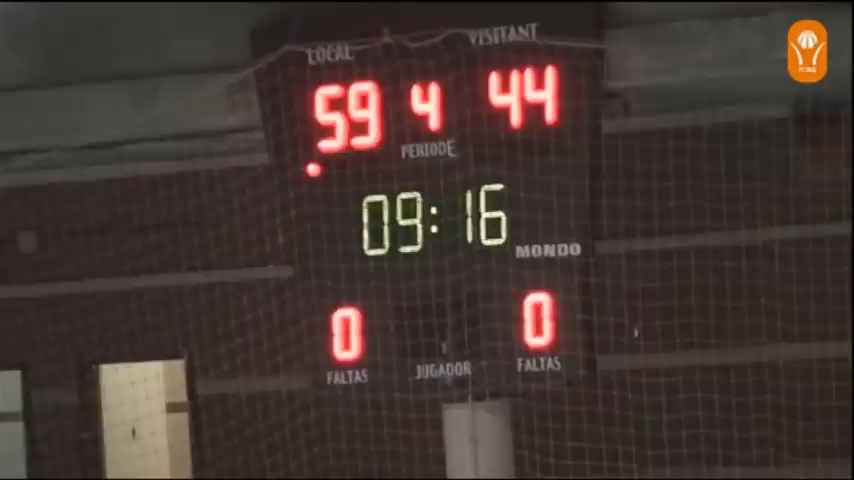 LOCAL VISITANT
59 4 44
PERIODE
09:16
MONDO
0 0
FALTAS JUGADOR FALTAS